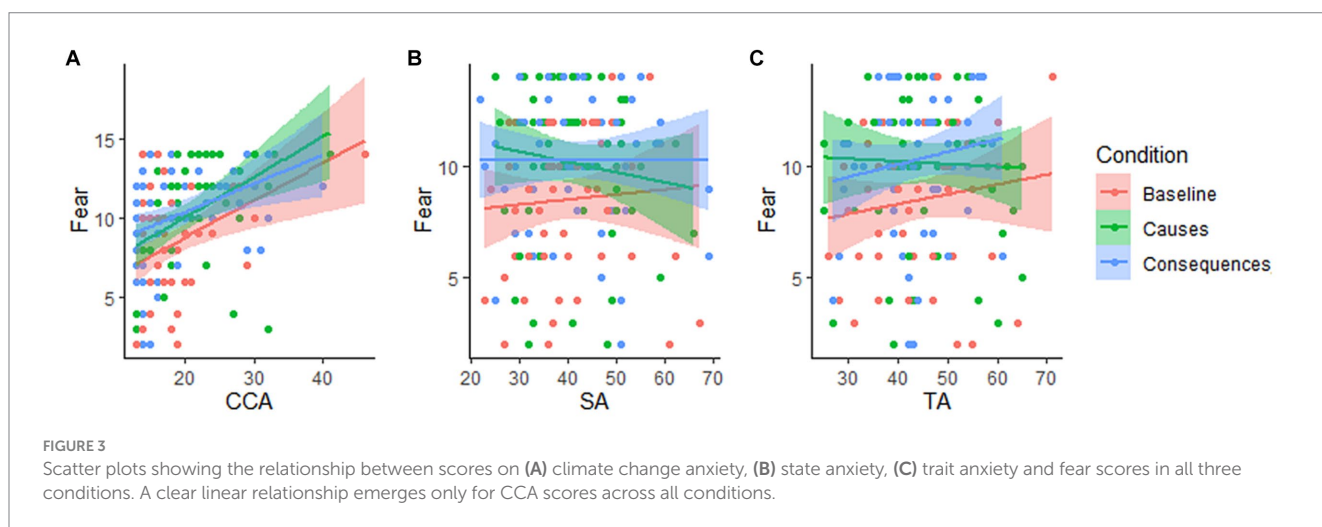 A
B
C
Fear
15
10
5
20
30
40
CCA
Fear
10
5
20
30
40
50
60
70
SA
Fear
10
5
30
40
50
60
70
TA
Condition
Baseline
Causes
Consequences
FIGURE 3
Scatter plots showing the relationship between scores on (A) climate change anxiety, (B) state anxiety, (C) trait anxiety and fear scores in all three
conditions. A clear linear relationship emerges only for CCA scores across all conditions.